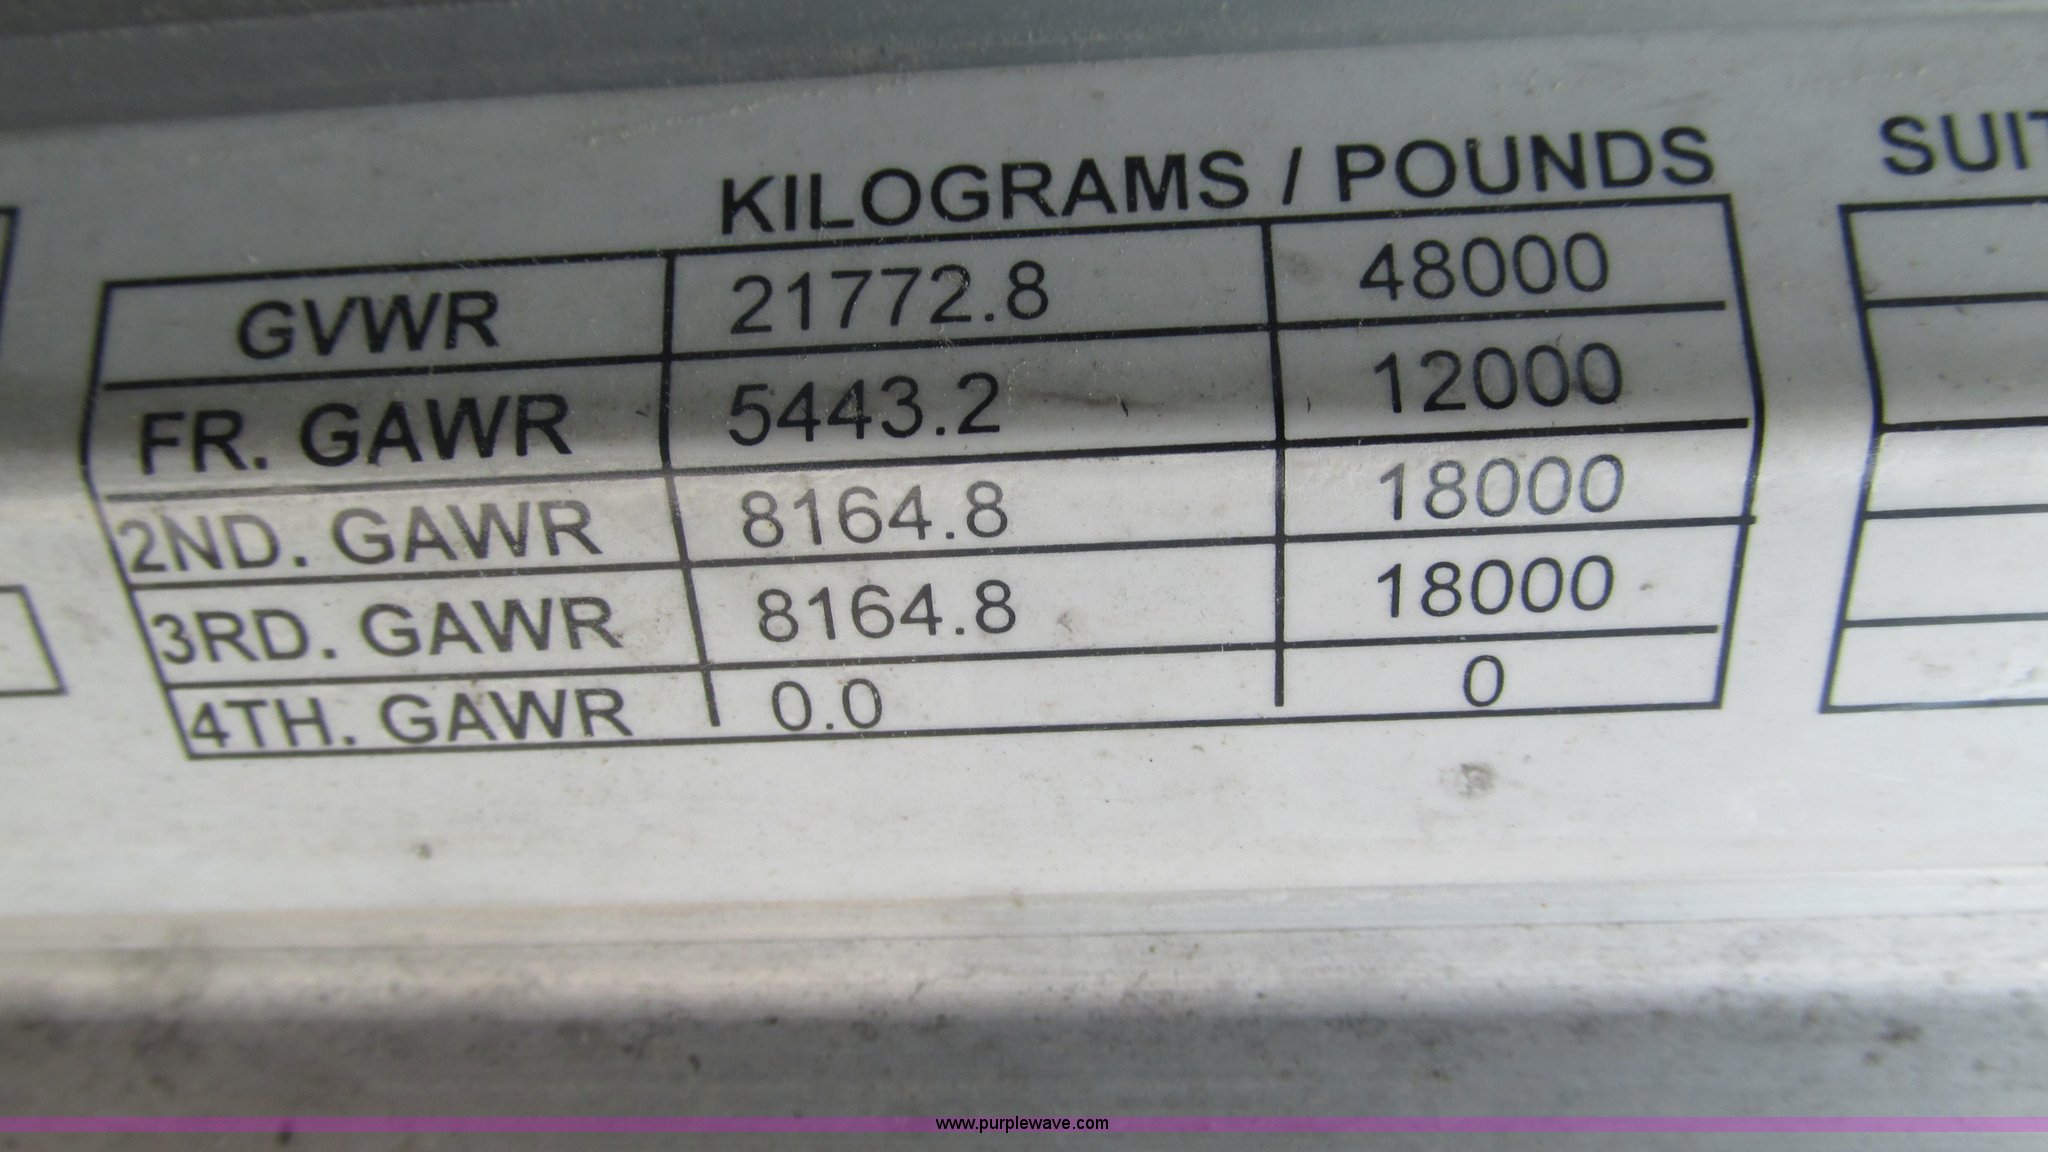 KILOGRAMS / POUNDS
SUIT
GVWR 21772.8 48000
FR. GAWR 5443.2 12000
2ND. GAWR 8164.8 18000
3RD. GAWR 8164.8 18000
4TH. GAWR 0.0 0
www.purplewave.com